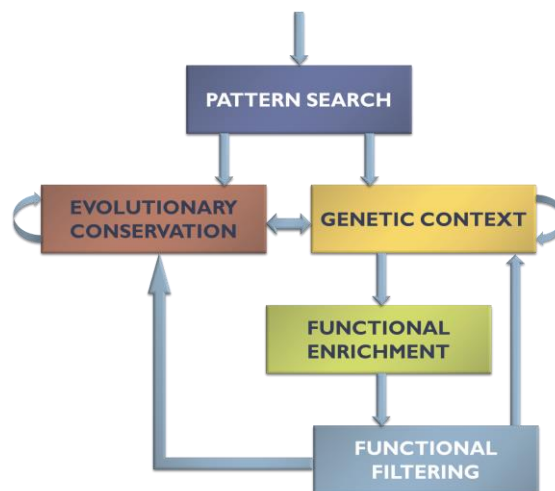 PATTERN SEARCH
EVOLUTIONARY
CONSERVATION
GENETIC CONTEXT
FUNCTIONAL
ENRICHMENT
FUNCTIONAL
FILTERING